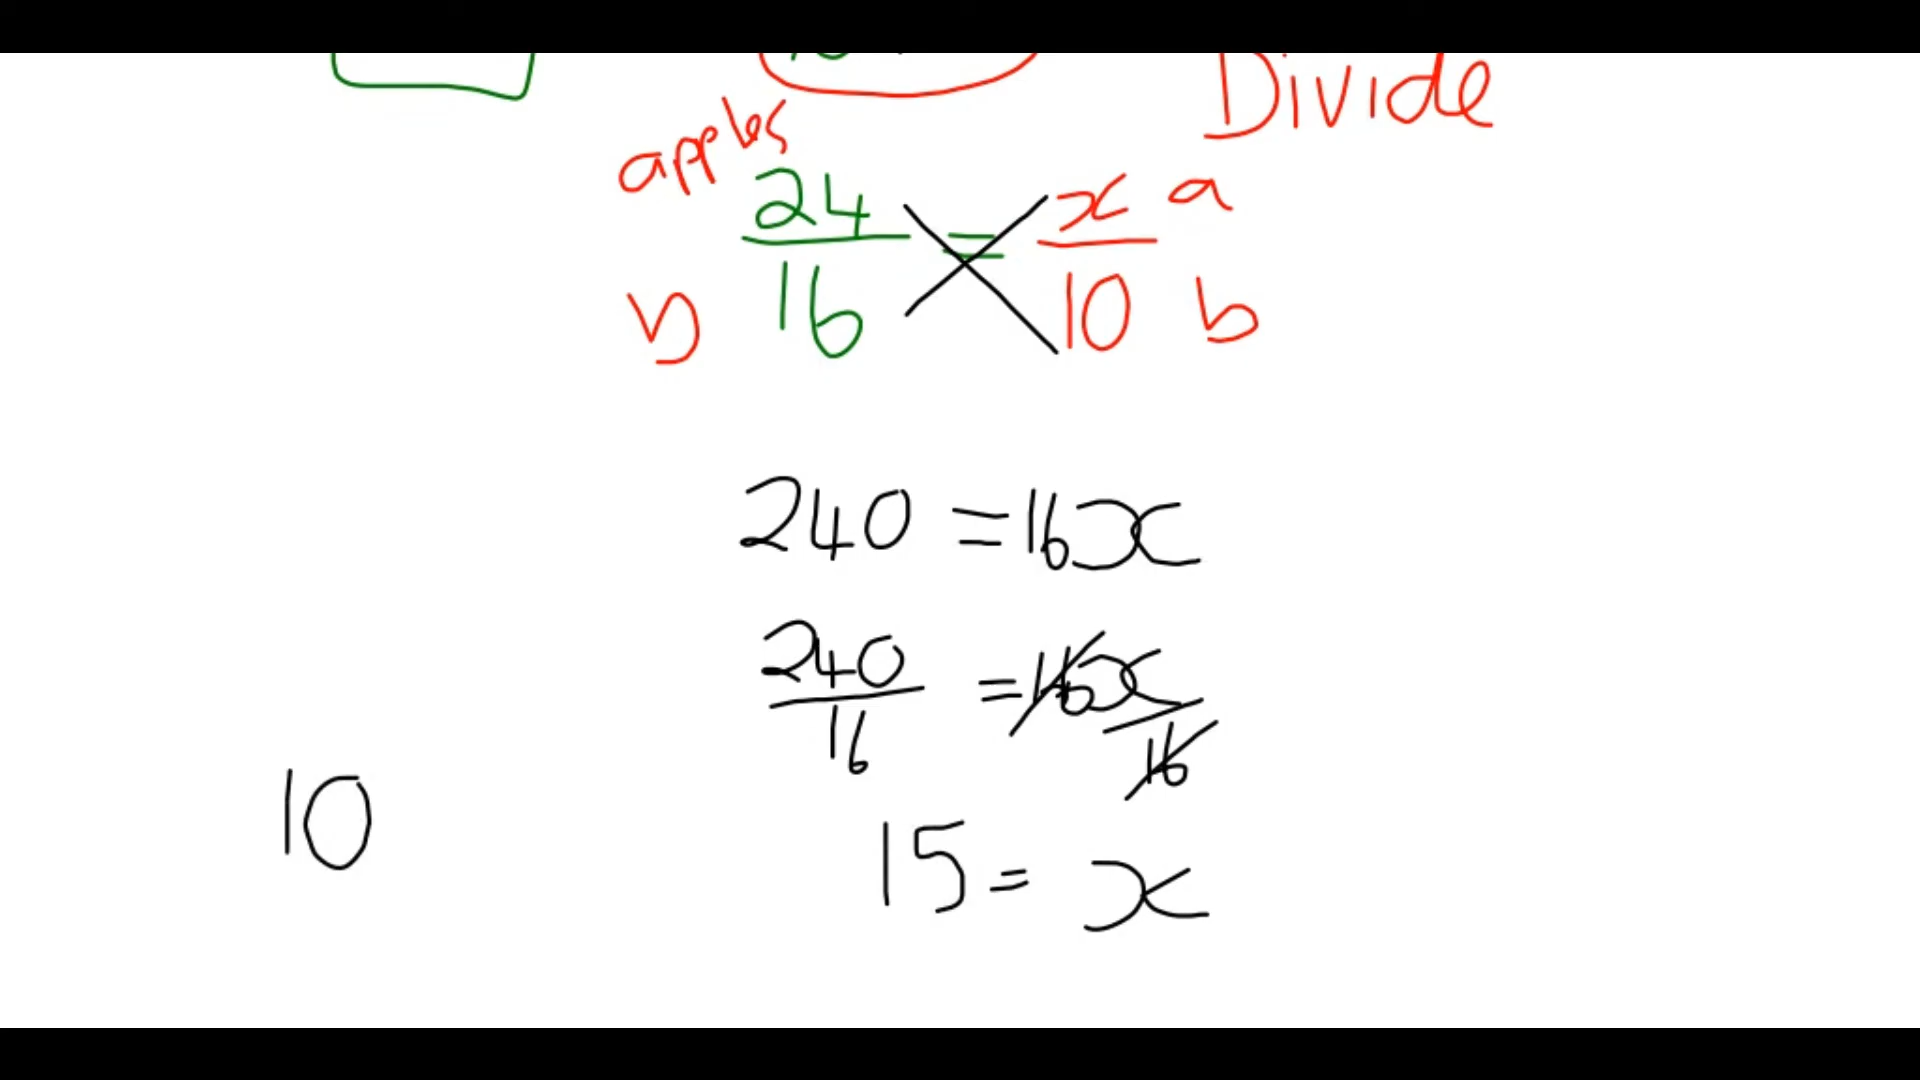 Divide
apples
24/16 = x/10 a
b b
240 = 16x
240/16 = 16x/16
10
15 = x